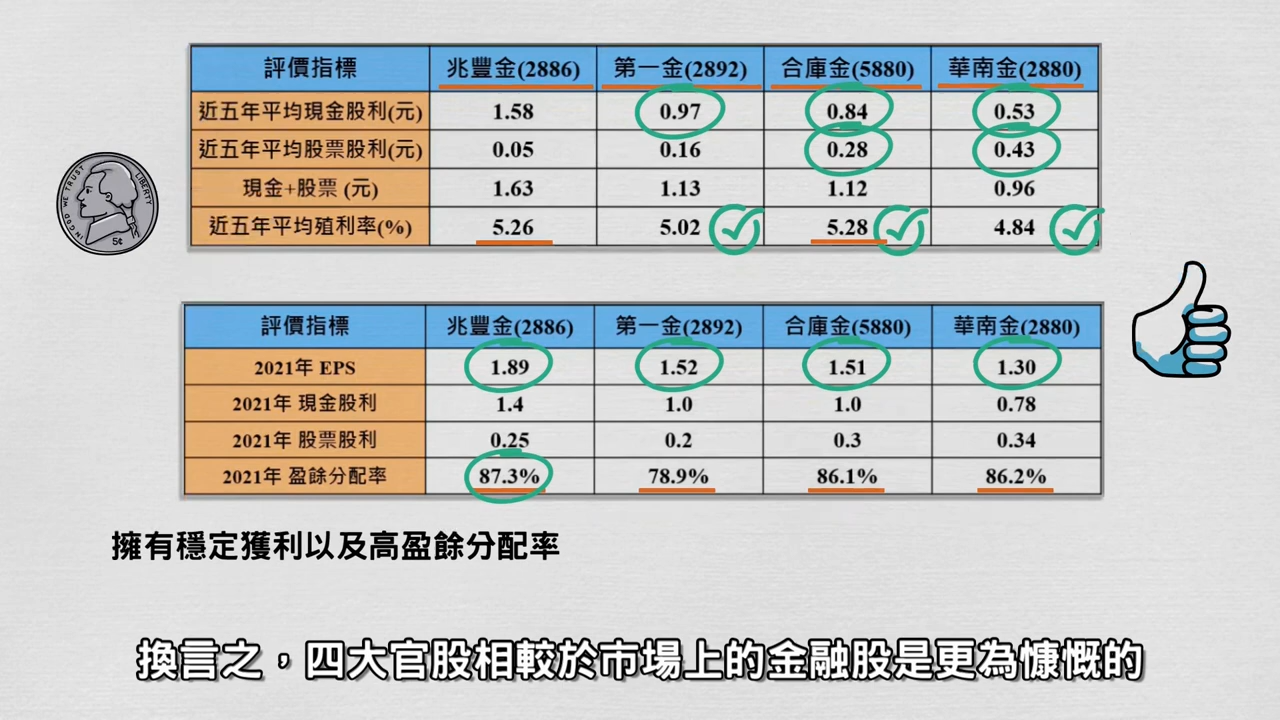 評價指標 兆豐金(2886) 第一金(2892) 合庫金(5880) 華南金(2880)
近五年平均現金股利(元) 1.58 0.97 0.84 0.53
近五年平均股票股利(元) 0.05 0.16 0.28 0.43
現金+股票 (元) 1.63 1.13 1.12 0.96
近五年平均殖利率(%) 5.26 5.02 5.28 4.84
IN GOD WE TRUST LIBERTY
5¢
評價指標 兆豐金(2886) 第一金(2892) 合庫金(5880) 華南金(2880)
2021年 EPS 1.89 1.52 1.51 1.30
2021年 現金股利 1.4 1.0 1.0 0.78
2021年 股票股利 0.25 0.2 0.3 0.34
2021年 盈餘分配率 87.3% 78.9% 86.1% 86.2%
擁有穩定獲利以及高盈餘分配率
換言之，四大官股相較於市場上的金融股是更為慷慨的